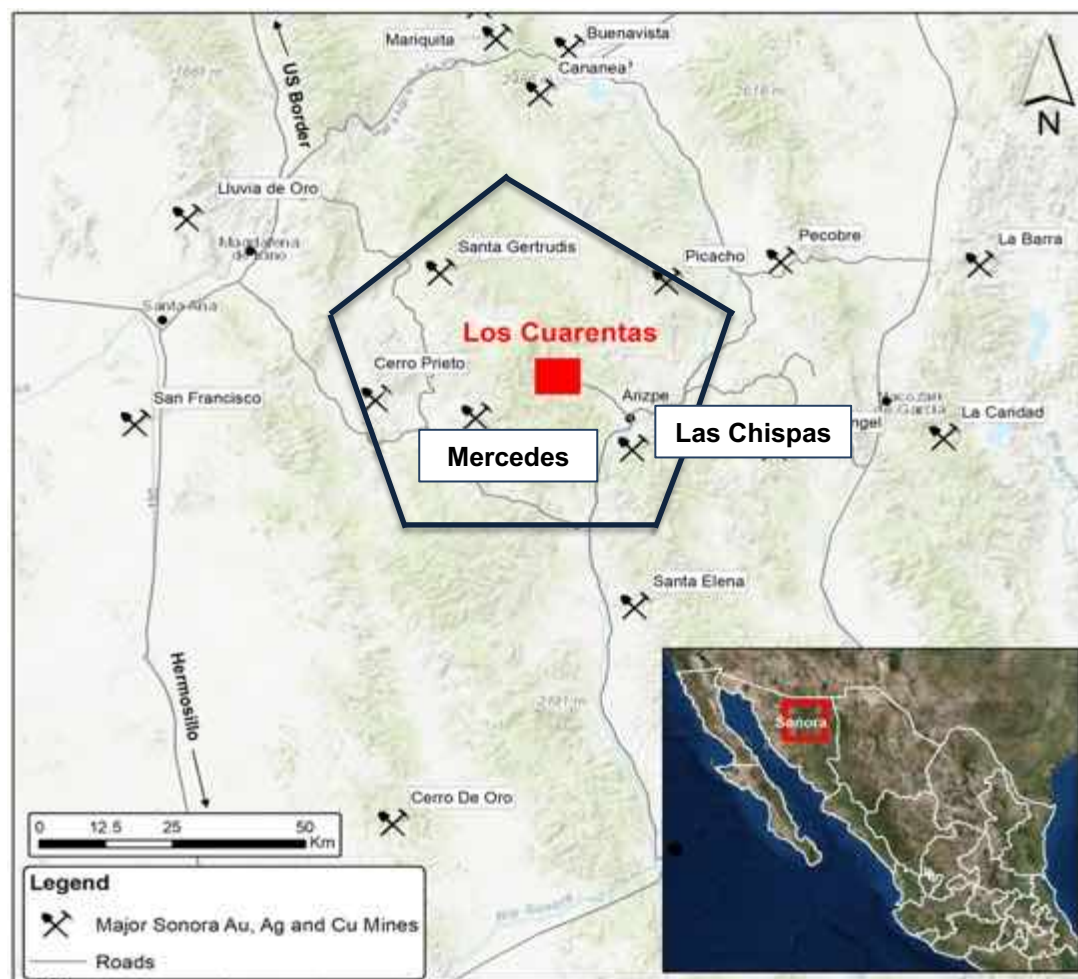 Mariquita
Buenavista
Cananea¹
US Border
N
Lluvia de Oro
Santa Gertrudis
Picacho
Pecobre
La Barra
Santa Ana
Los Cuarentas
Cerro Prieto
San Francisco
Arizpe
Mercedes
Las Chispas
ngel
La Caridad
Santa Elena
Hermosillo
Sonora
Cerro De Oro
0 12.5 25 50
Km
Legend
Major Sonora Au, Ag and Cu Mines
Roads